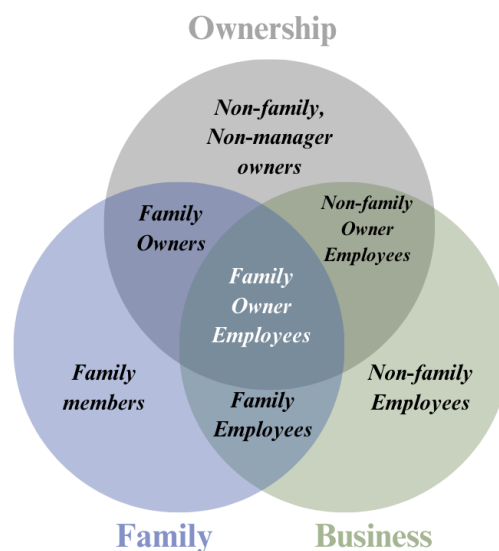 Ownership
Non-family,
Non-manager
owners
Family
Owners
Non-family
Owner
Employees
Family
Owner
Employees
Family
members
Family
Employees
Non-family
Employees
Family
Business